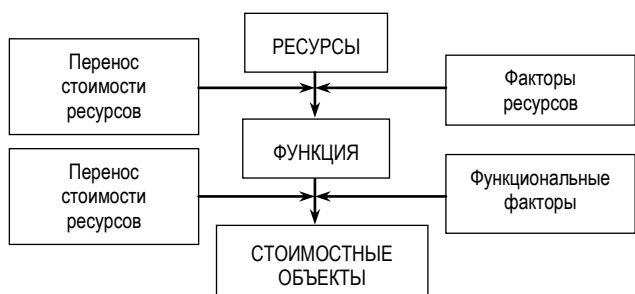 РЕСУРСЫ
Перенос
стоимости
ресурсов
Факторы
ресурсов
ФУНКЦИЯ
Перенос
стоимости
ресурсов
Функциональные
факторы
СТОИМОСТНЫЕ
ОБЪЕКТЫ